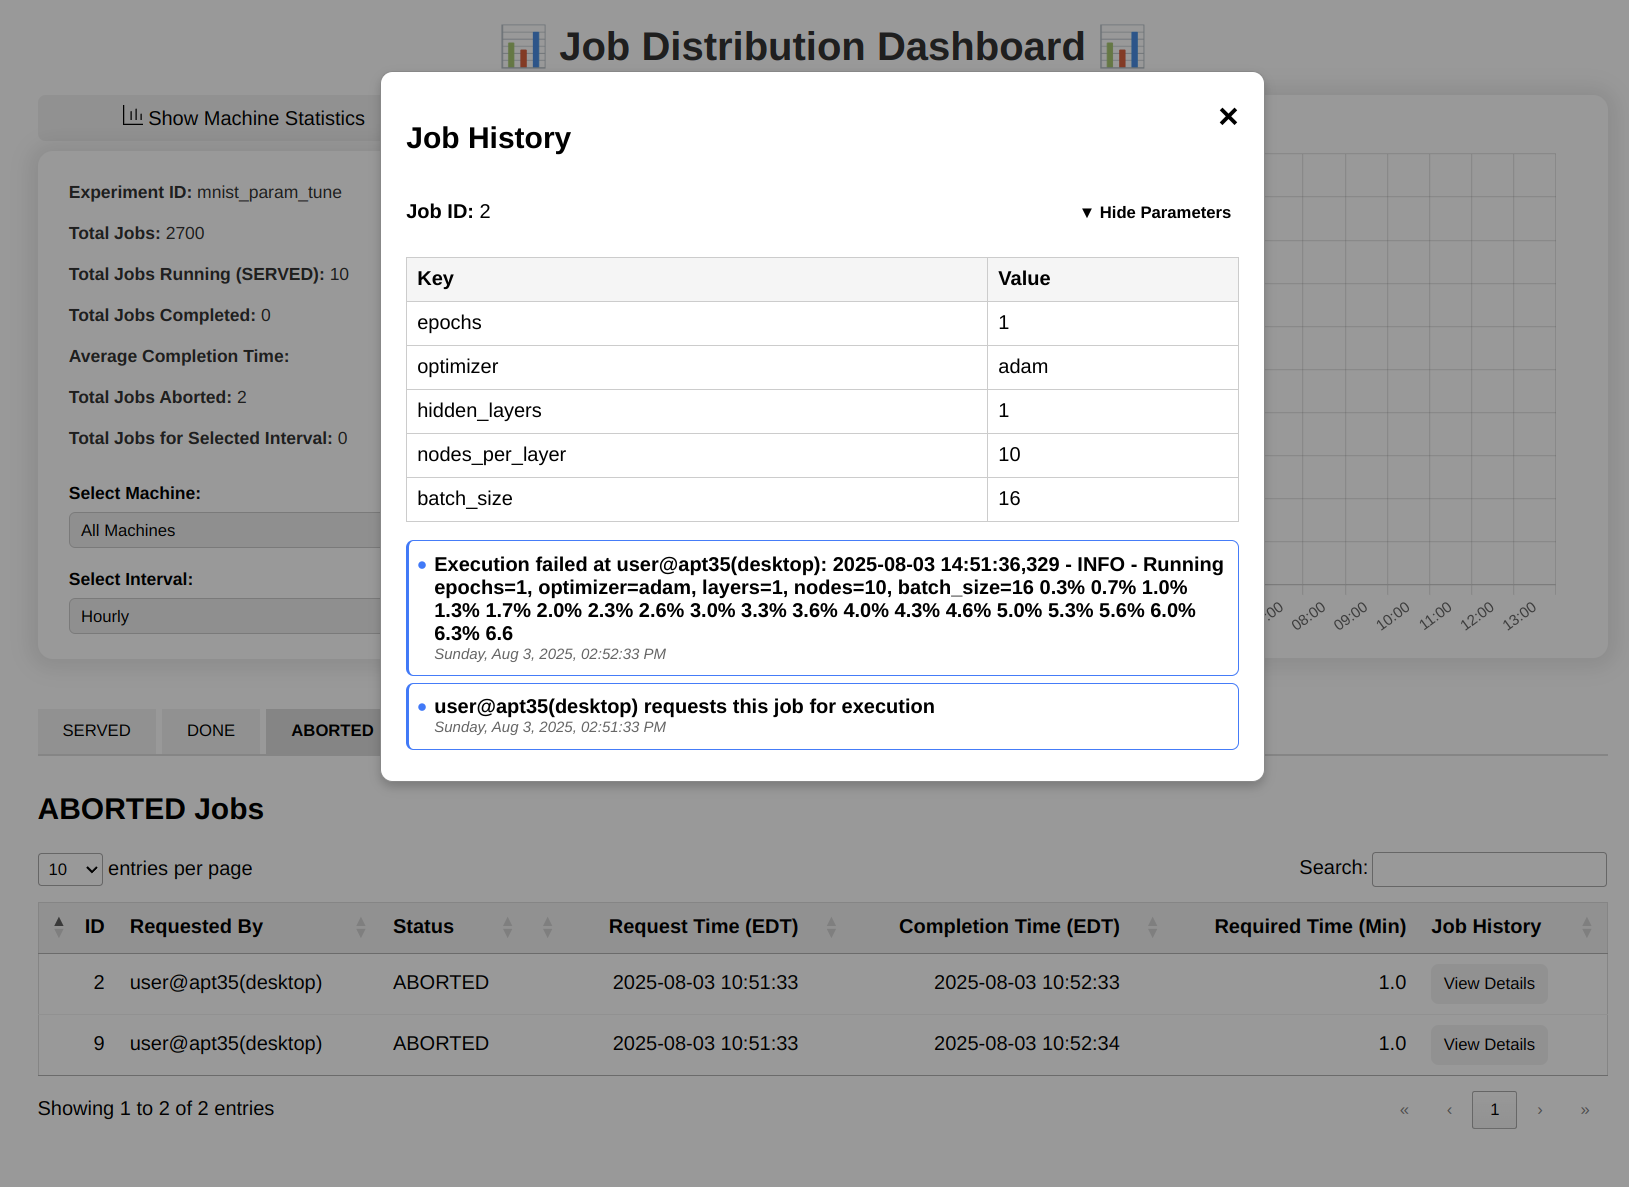 Job Distribution Dashboard
Show Machine Statistics
Experiment ID: mnist_param_tune
Total Jobs: 2700
Total Jobs Running (SERVED): 10
Total Jobs Completed: 0
Average Completion Time:
Total Jobs Aborted: 2
Total Jobs for Selected Interval: 0
Select Machine:
All Machines
Select Interval:
Hourly
Job History
×
Job ID: 2
▼ Hide Parameters
Key Value
epochs 1
optimizer adam
hidden_layers 1
nodes_per_layer 10
batch_size 16
Execution failed at user@apt35(desktop): 2025-08-03 14:51:36,329 - INFO - Running
epochs=1, optimizer=adam, layers=1, nodes=10, batch_size=16 0.3% 0.7% 1.0%
1.3% 1.7% 2.0% 2.3% 2.6% 3.0% 3.3% 3.6% 4.0% 4.3% 4.6% 5.0% 5.3% 5.6% 6.0%
6.3% 6.6
Sunday, Aug 3, 2025, 02:52:33 PM
user@apt35(desktop) requests this job for execution
Sunday, Aug 3, 2025, 02:51:33 PM
:00 08:00 09:00 10:00 11:00 12:00 13:00
SERVED DONE ABORTED
ABORTED Jobs
10 entries per page
Search:
ID Requested By Status Request Time (EDT) Completion Time (EDT) Required Time (Min) Job History
2 user@apt35(desktop) ABORTED 2025-08-03 10:51:33 2025-08-03 10:52:33 1.0 View Details
9 user@apt35(desktop) ABORTED 2025-08-03 10:51:33 2025-08-03 10:52:34 1.0 View Details
Showing 1 to 2 of 2 entries
« ‹ 1 › »